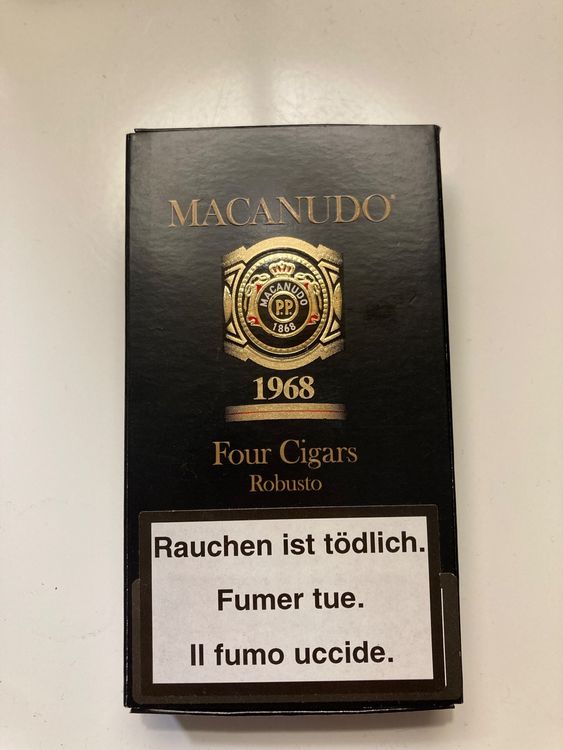 MACANUDO®
MACANUDO
P.P.
1868
1968
Four Cigars
Robusto
Rauchen ist tödlich.
Fumer tue.
Il fumo uccide.